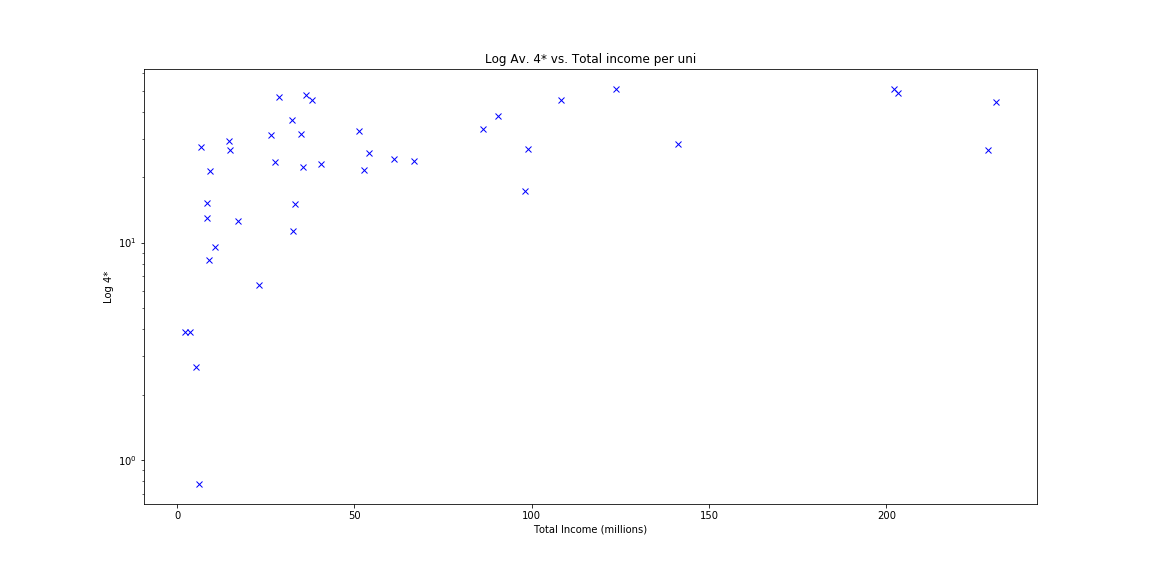 Log Av. 4* vs. Total income per uni
Log 4*
10¹
10⁰
0 50 100 150 200
Total Income (millions)